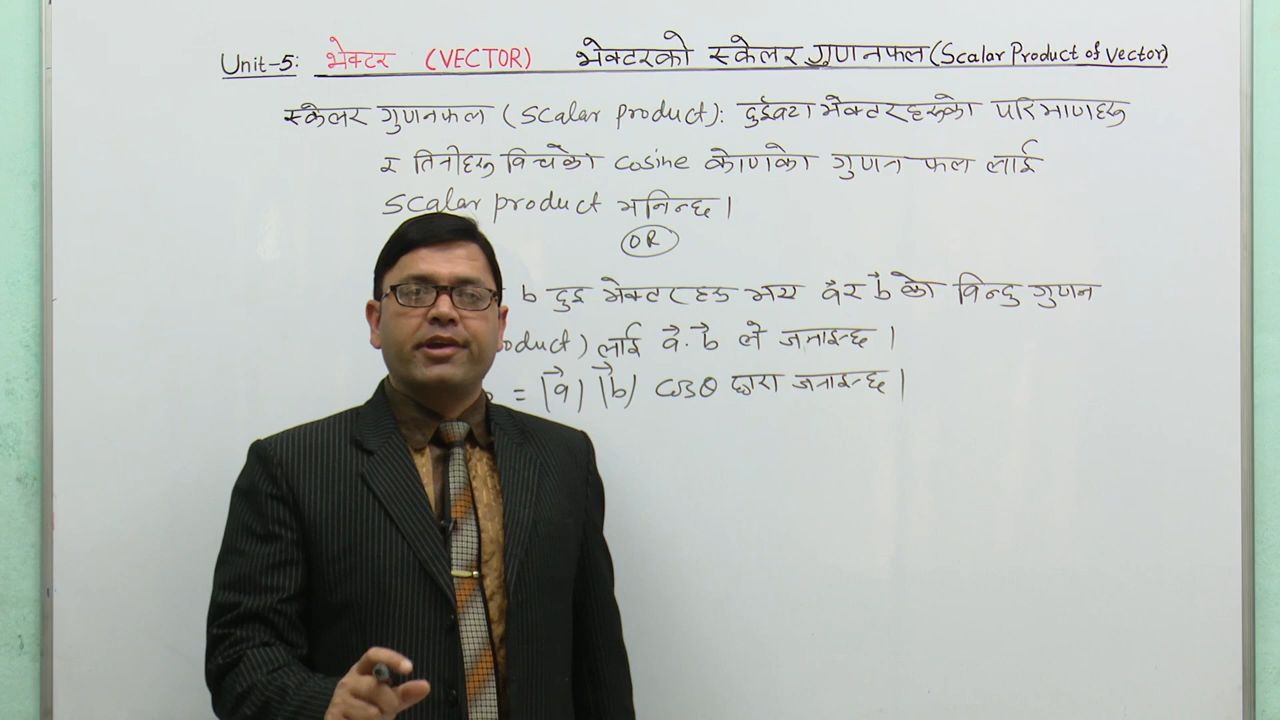 Unit-5: भेक्टर (VECTOR) भेक्टरको स्केलर गुणनफल (Scalar Product of Vector)
स्केलर गुणनफल (Scalar product): दुईवटा भेक्टरहरुको परिमाणहरु
र तिनीहरु विचको cosine कोणको गुणन फल लाई
Scalar product भनिन्छ।
OR
b दुइ भेक्टरहरु भए a⃗ र b⃗ को विन्दु गुणन
oduct) लाई a⃗.b⃗ ले जनाइन्छ।
= |a⃗| |b⃗| cosθ द्वारा जनाइन्छ।